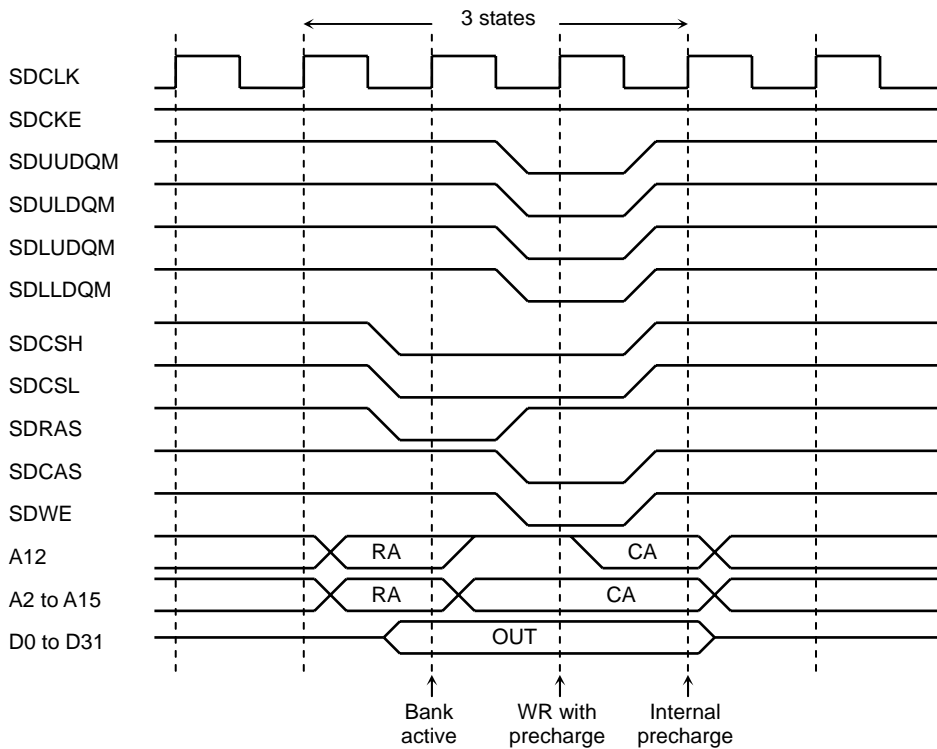 3 states
SDCLK
SDCKE
SDUUDQM
SDULDQM
SDLUDQM
SDLLDQM
SDCSH
SDCSL
SDRAS
SDCAS
SDWE
A12 RA CA
A2 to A15 RA CA
D0 to D31 OUT
Bank active
WR with precharge
Internal precharge